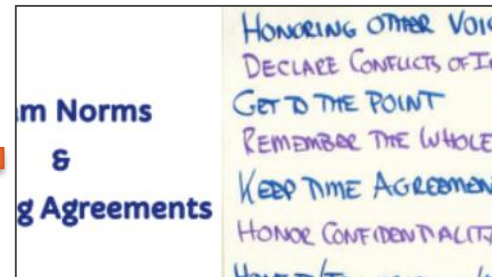 m Norms
&
g Agreements
HONORING OTHER VOIC
DECLARE CONFLICTS OF I
GET TO THE POINT
REMEMBER THE WHOLE
KEEP TIME AGREEMEN
HONOR CONFIDENTIALIT